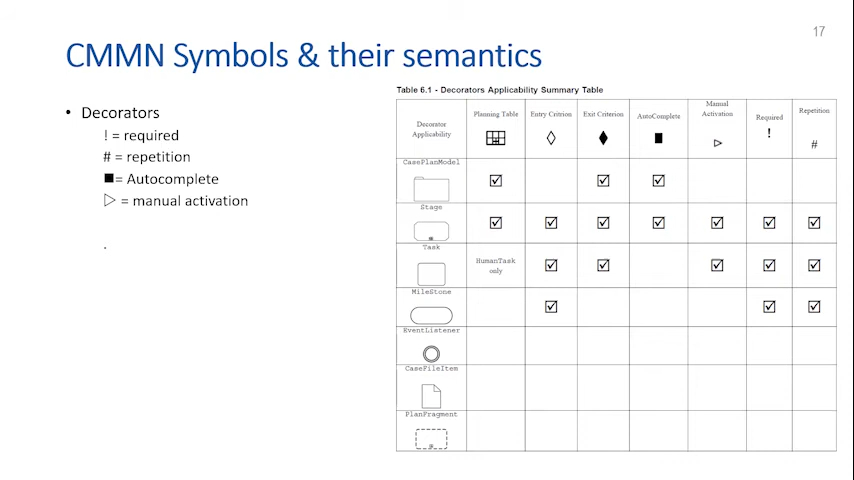 17
CMMN Symbols & their semantics
• Decorators
! = required
# = repetition
■= Autocomplete
▷ = manual activation
.
Table 6.1 - Decorators Applicability Summary Table
Decorator Applicability
Planning Table
Entry Critrion
Exit Criterion
AutoComplete
Manual Activation
Required
!
Repetition
#
CasePlanModel
Stage
Task
HumanTask only
MileStone
EventListener
CaseFileItem
PlanFragment